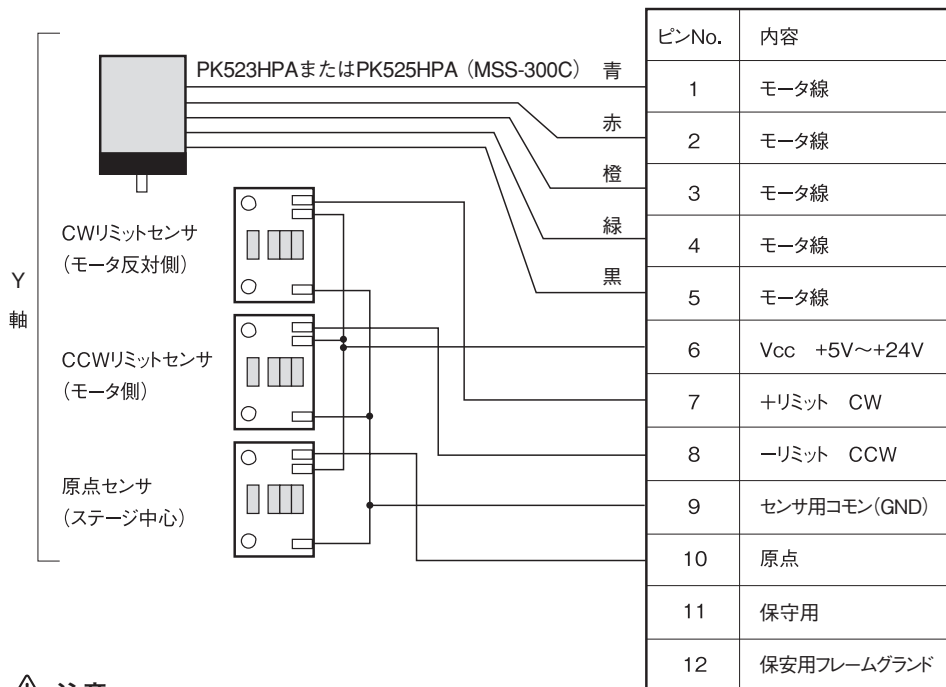 PK523HPAまたはPK525HPA（MSS-300C） 青
赤
橙
緑
黒
Y
軸
CWリミットセンサ
（モータ反対側）
CCWリミットセンサ
（モータ側）
原点センサ
（ステージ中心）
ピンNo. 内容
1 モータ線
2 モータ線
3 モータ線
4 モータ線
5 モータ線
6 Vcc +5V～+24V
7 +リミット CW
8 −リミット CCW
9 センサ用コモン（GND）
10 原点
11 保守用
12 保安用フレームグランド